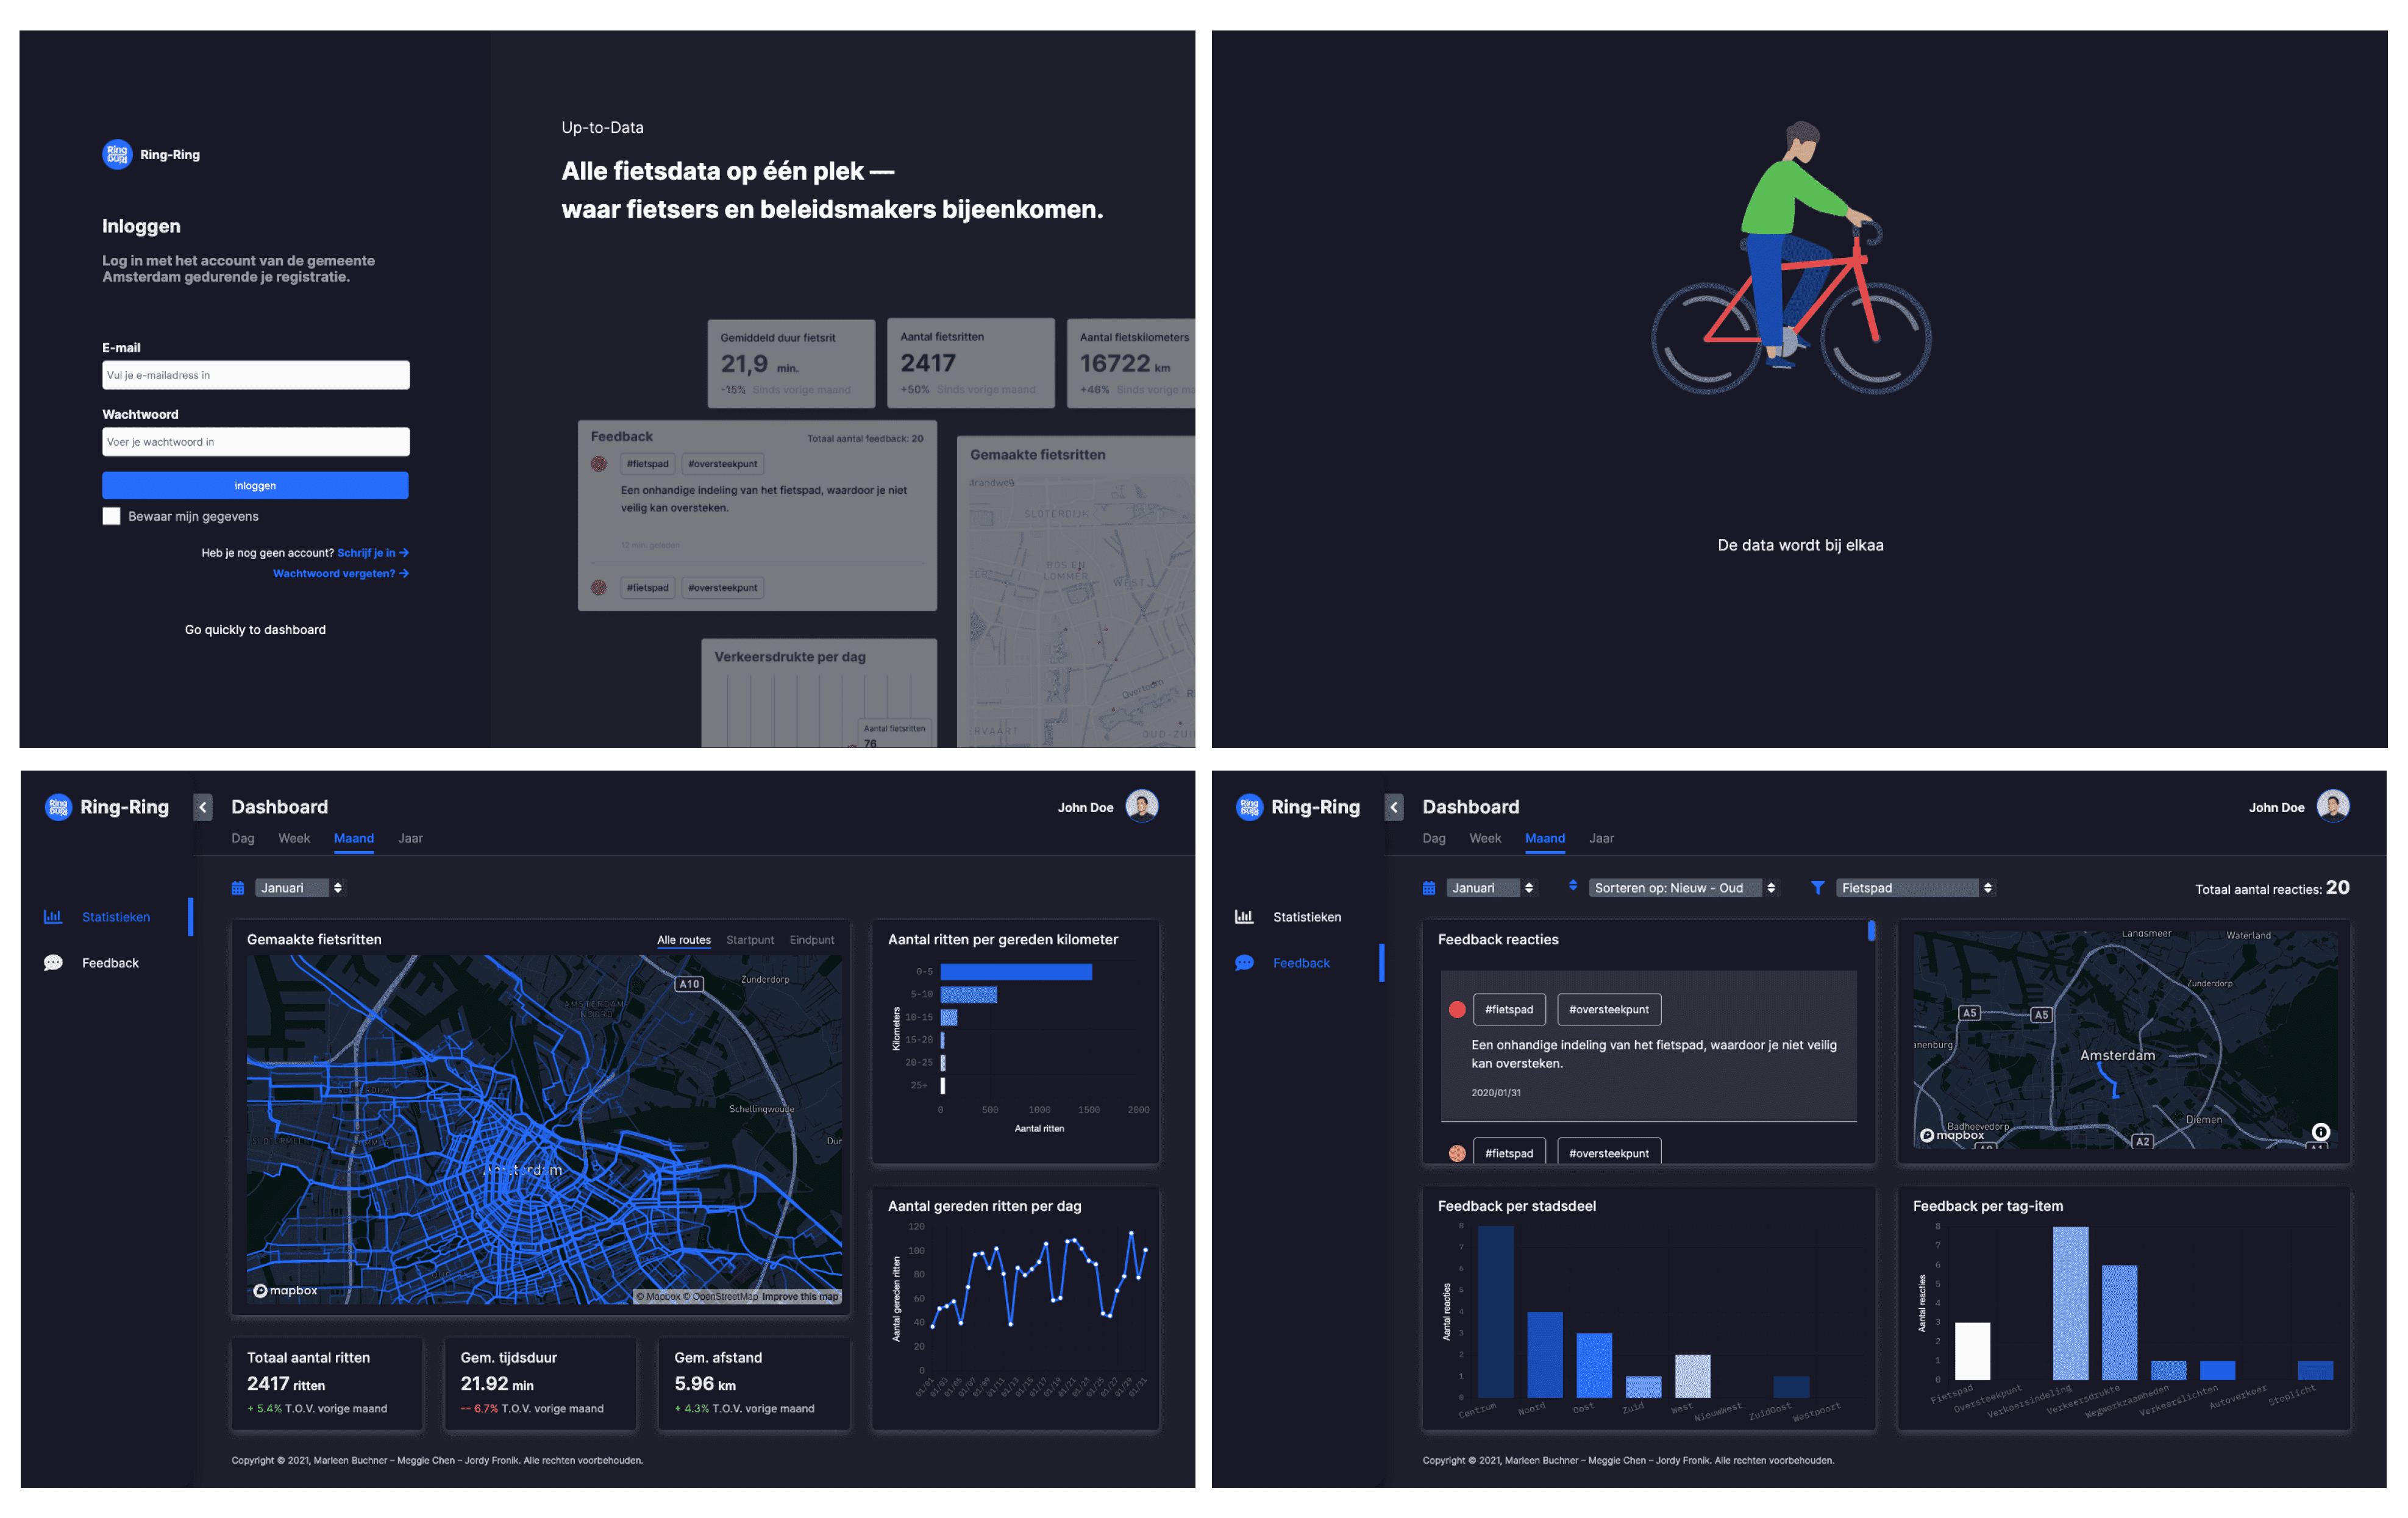 Ring-Ring
Inloggen
Log in met het account van de gemeente
Amsterdam gedurende je registratie.
E-mail
Vul je e-mailadress in
Wachtwoord
Voer je wachtwoord in
inloggen
Bewaar mijn gegevens
Heb je nog geen account? Schrijf je in →
Wachtwoord vergeten? →
Go quickly to dashboard
Up-to-Data
Alle fietsdata op één plek —
waar fietsers en beleidsmakers bijeenkomen.
Gemiddeld duur fietsrit
21,9 min.
-15% Sinds vorige maand
Aantal fietsritten
2417
+50% Sinds vorige maand
Aantal fietskilometers
16722 km
+46% Sinds vorige ma
Feedback
Totaal aantal feedback: 20
#fietspad #oversteekpunt
Een onhandige indeling van het fietspad, waardoor je niet
veilig kan oversteken.
12 min. geleden
#fietspad #oversteekpunt
Gemaakte fietsritten
SLOTERDIJK
BOS EN
LOMMER
WEST
Overtoom
ERVAART
OUD-ZUI
Verkeersdrukte per dag
Aantal fietsritten
76
De data wordt bij elkaa
Ring-Ring
Statistieken
Feedback
Dashboard
John Doe
Dag Week Maand Jaar
Januari
Gemaakte fietsritten
Alle routes Startpunt Eindpunt
A10
Zunderdorp
AMSTERDAM
NOORD
Schellingwoude
Dur
Amsterdam
mapbox
© Mapbox © OpenStreetMap Improve this map
Aantal ritten per gereden kilometer
Kilometers
0-5
5-10
10-15
15-20
20-25
25+
0 500 1000 1500 2000
Aantal ritten
Aantal gereden ritten per dag
Aantal gereden ritten
120
100
80
60
40
20
0
01/01 01/03 01/05 01/07 01/09 01/11 01/13 01/15 01/17 01/19 01/21 01/23 01/25 01/27 01/29 01/31
Totaal aantal ritten
2417 ritten
+ 5.4% T.O.V. vorige maand
Gem. tijdsduur
21.92 min
— 6.7% T.O.V. vorige maand
Gem. afstand
5.96 km
+ 4.3% T.O.V. vorige maand
Copyright © 2021, Marleen Buchner – Meggie Chen – Jordy Fronik. Alle rechten voorbehouden.
Ring-Ring
Statistieken
Feedback
Dashboard
John Doe
Dag Week Maand Jaar
Januari
Sorteren op: Nieuw - Oud
Fietspad
Totaal aantal reacties: 20
Feedback reacties
#fietspad #oversteekpunt
Een onhandige indeling van het fietspad, waardoor je niet veilig
kan oversteken.
2020/01/31
#fietspad #oversteekpunt
Landsmeer
Waterland
Zunderdorp
A5
A5
anenburg
Amsterdam
Badhoevedorp
Diemen
A2
mapbox
Feedback per stadsdeel
Aantal reacties
8
7
6
5
4
3
2
1
0
Centrum Noord Oost Zuid West NieuwWest ZuidOost Westpoort
Feedback per tag-item
Aantal reacties
8
7
6
5
4
3
2
1
0
Fietspad Oversteekpunt Verkeersindeling Verkeersdrukte Wegwerkzaamheden Verkeerslichten Autoverkeer Stoplicht
Copyright © 2021, Marleen Buchner – Meggie Chen – Jordy Fronik. Alle rechten voorbehouden.